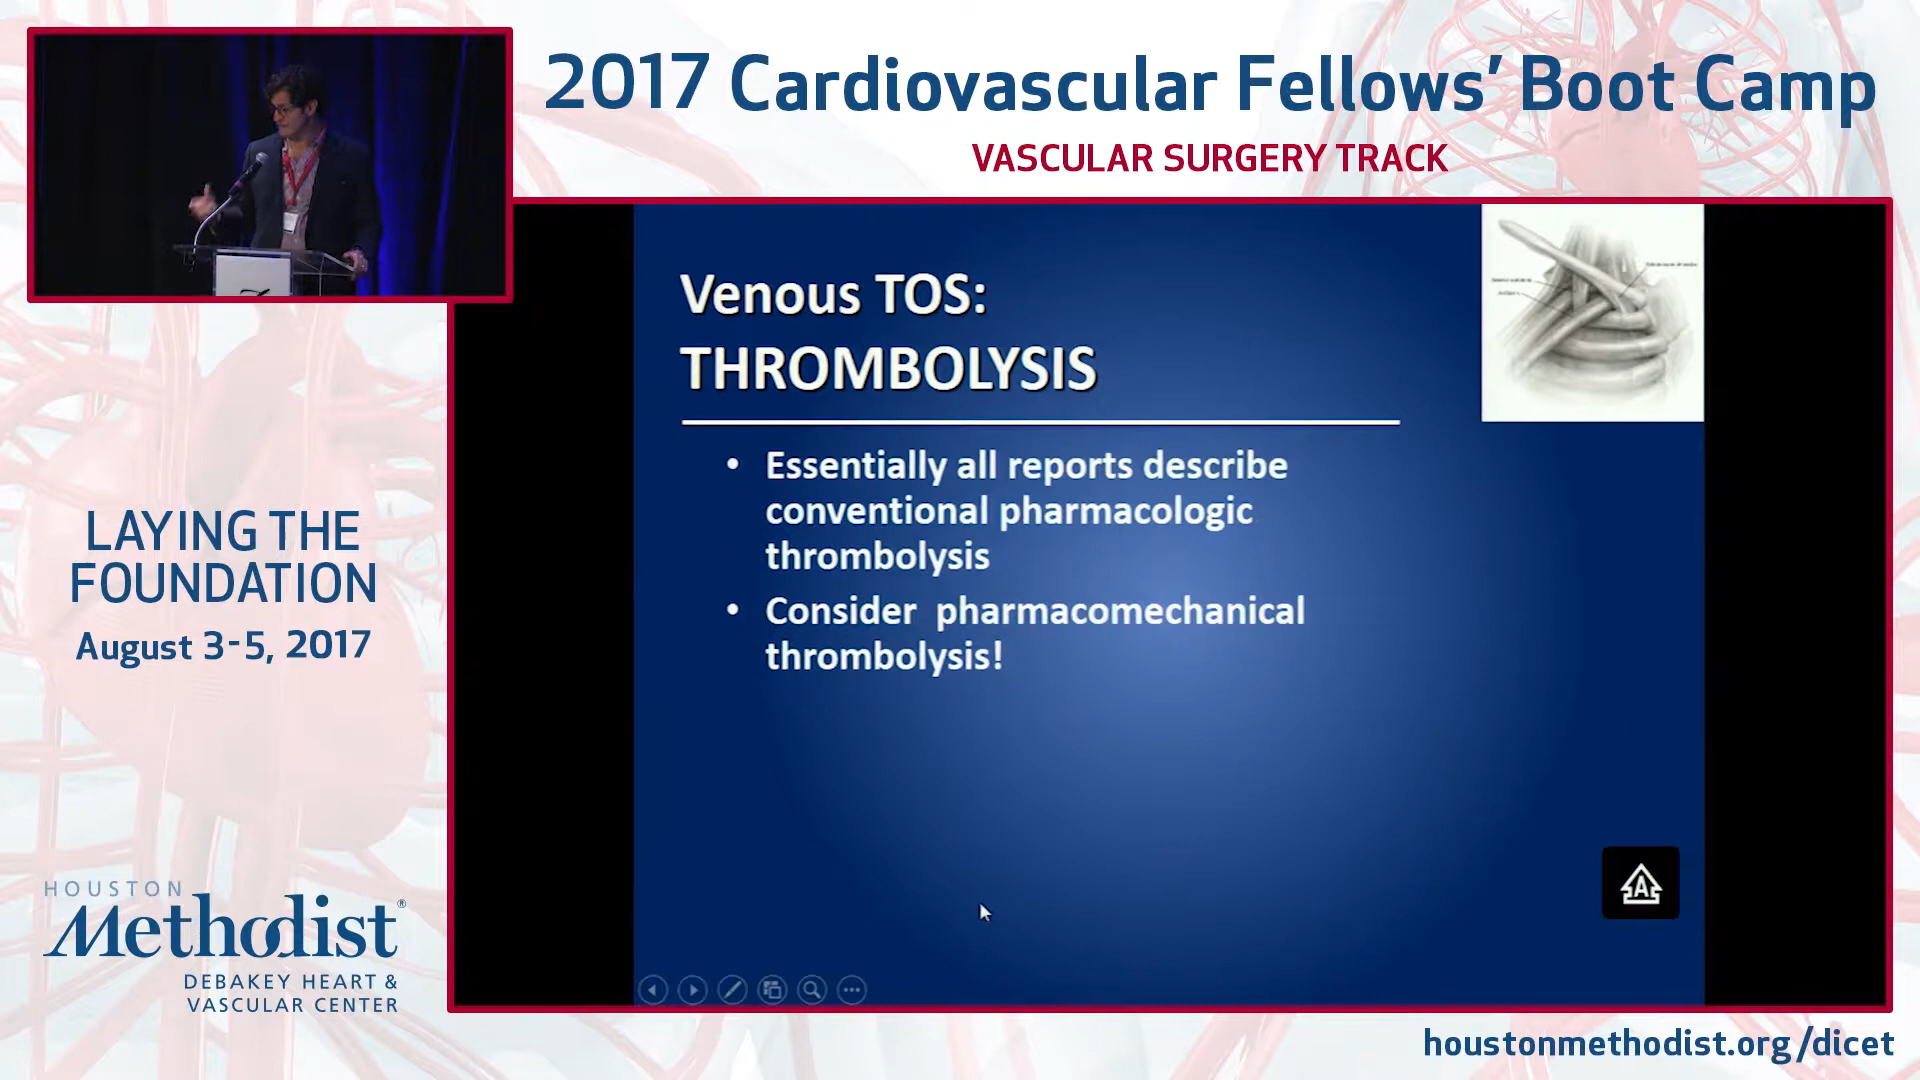 2017 Cardiovascular Fellows' Boot Camp
VASCULAR SURGERY TRACK
Venous TOS:
THROMBOLYSIS
• Essentially all reports describe
conventional pharmacologic
thrombolysis
• Consider pharmacomechanical
thrombolysis!
LAYING THE
FOUNDATION
August 3-5, 2017
HOUSTON
Methodist®
DEBAKEY HEART &
VASCULAR CENTER
A
houstonmethodist.org/dicet